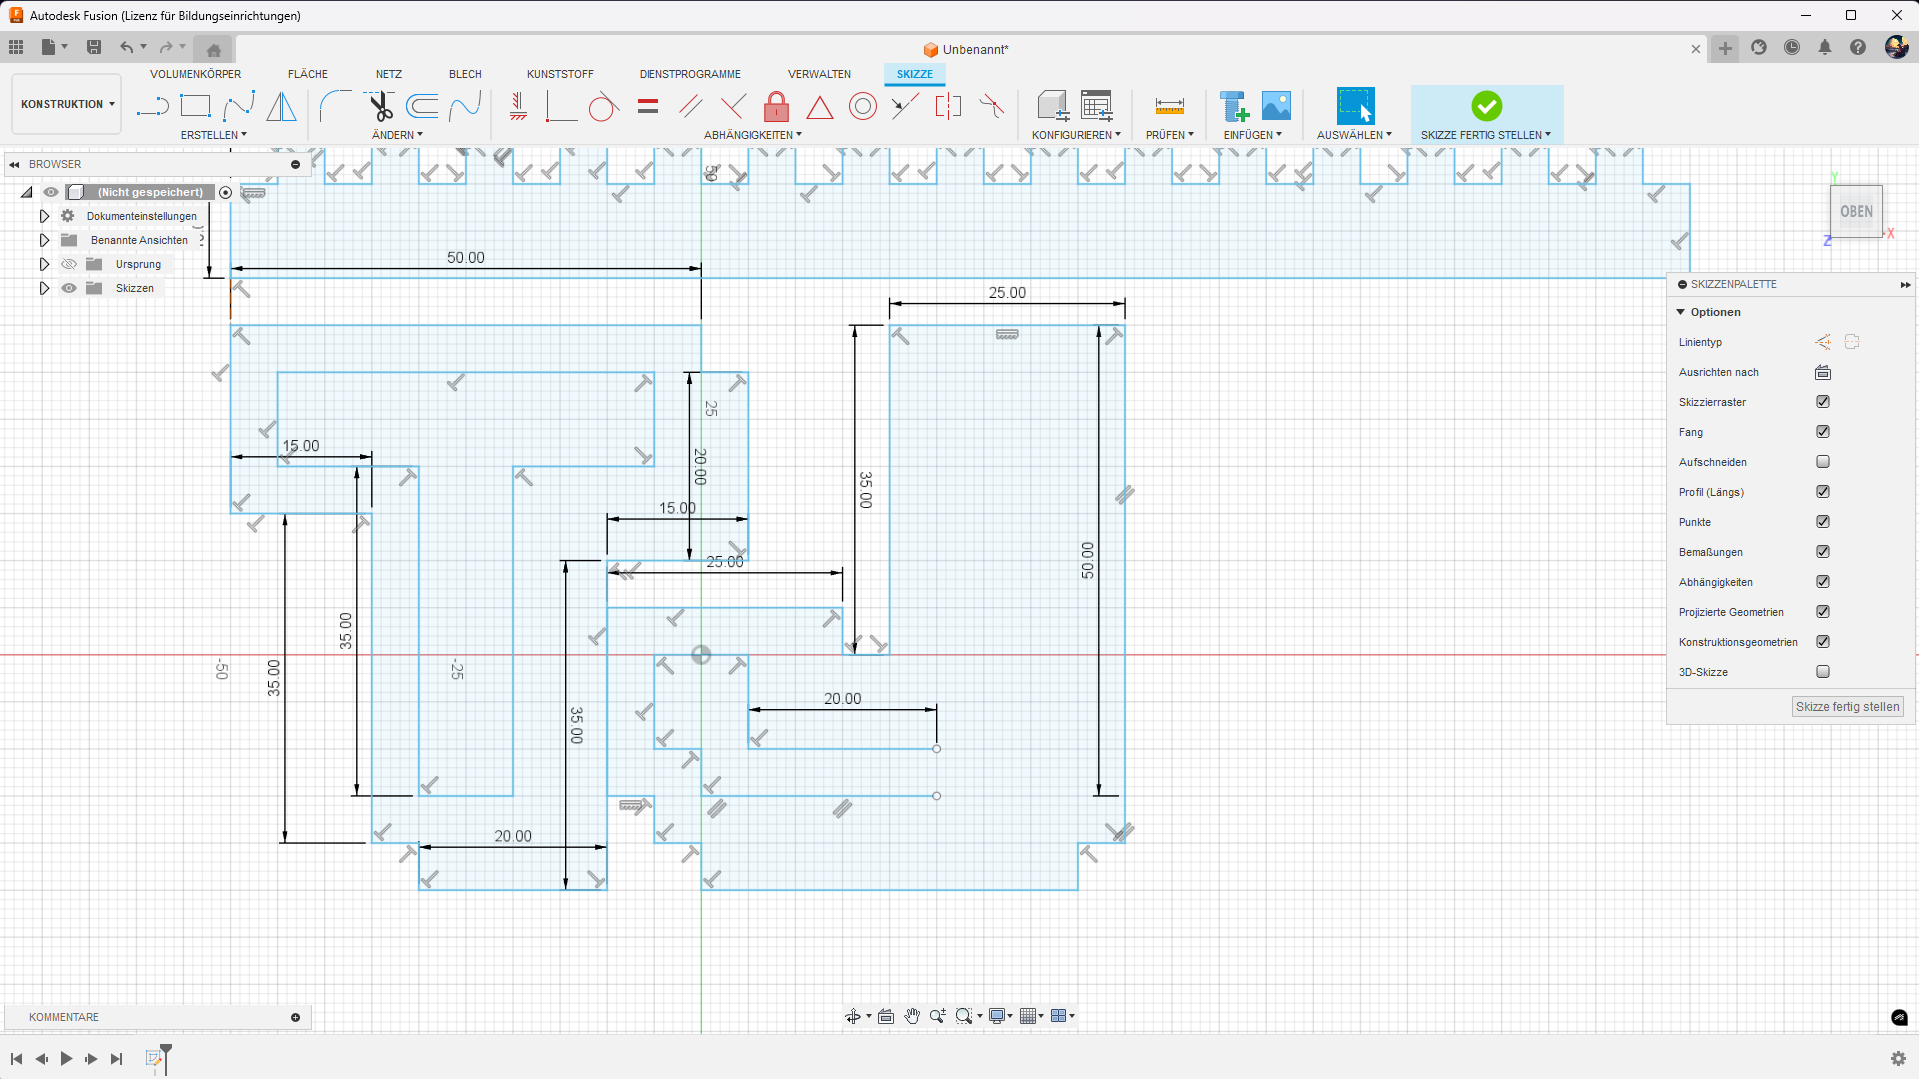 Autodesk Fusion (Lizenz für Bildungseinrichtungen)
Unbenannt*
VOLUMENKÖRPER
FLÄCHE
NETZ
BLECH
KUNSTSTOFF
DIENSTPROGRAMME
VERWALTEN
SKIZZE
KONSTRUKTION
ERSTELLEN
ÄNDERN
ABHÄNGIGKEITEN
KONFIGURIEREN
PRÜFEN
EINFÜGEN
AUSWÄHLEN
SKIZZE FERTIG STELLEN
BROWSER
(Nicht gespeichert)
Dokumenteinstellungen
Benannte Ansichten
Ursprung
Skizzen
50
Y
OBEN
Z
X
50.00
25.00
SKIZZENPALETTE
Optionen
Linientyp
Ausrichten nach
Skizzierraster
Fang
Aufschneiden
Profil (Längs)
Punkte
Bemaßungen
Abhängigkeiten
Projizierte Geometrien
Konstruktionsgeometrien
3D-Skizze
Skizze fertig stellen
25
15.00
20.00
35.00
15.00
25.00
50.00
35.00
35.00
-50
-25
20.00
35.00
20.00
KOMMENTARE